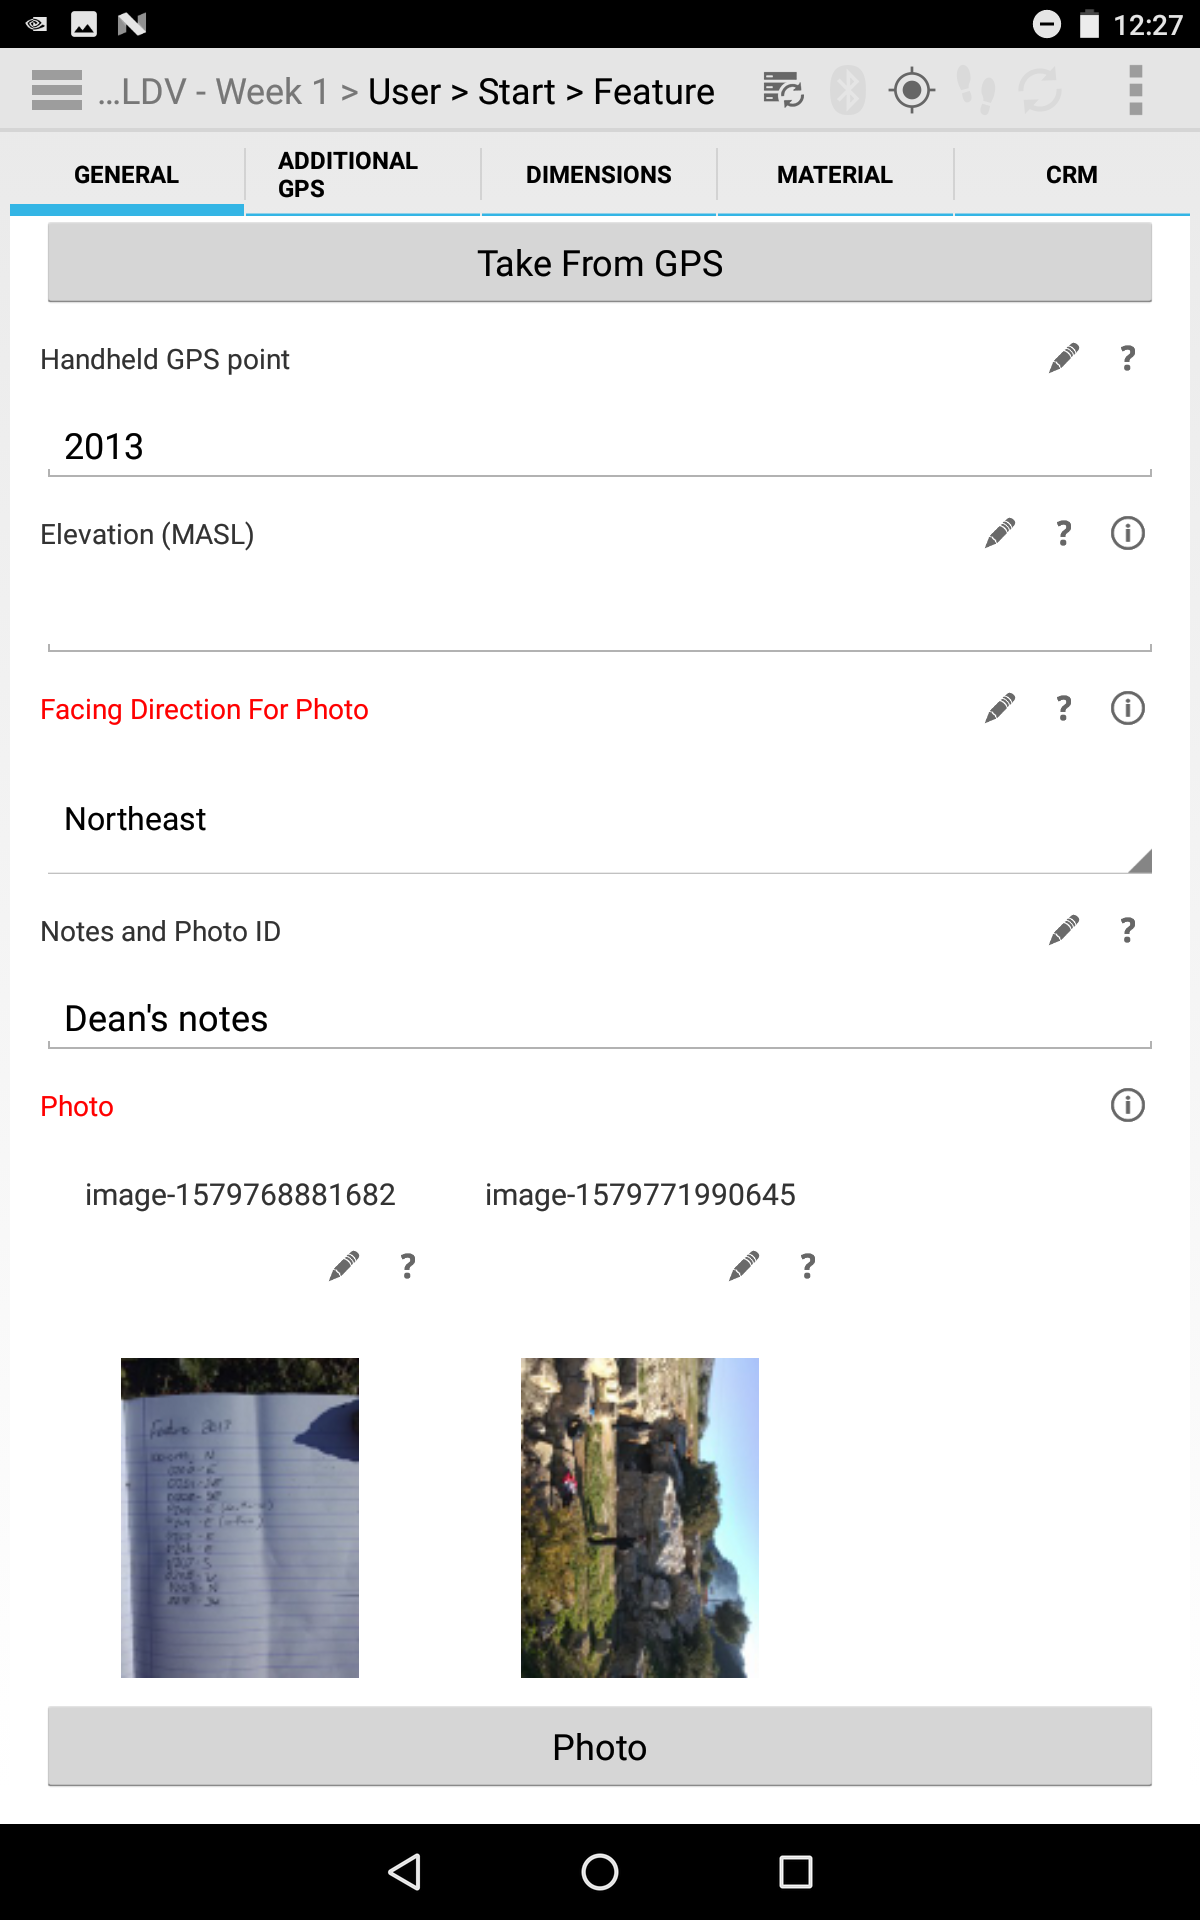 12:27
...LDV - Week 1 > User > Start > Feature
GENERAL
ADDITIONAL
GPS
DIMENSIONS
MATERIAL
CRM
Take From GPS
Handheld GPS point
?
2013
Elevation (MASL)
?
Facing Direction For Photo
?
Northeast
Notes and Photo ID
?
Dean's notes
Photo
image-1579768881682
image-1579771990645
?
?
Feature 2013
Photo